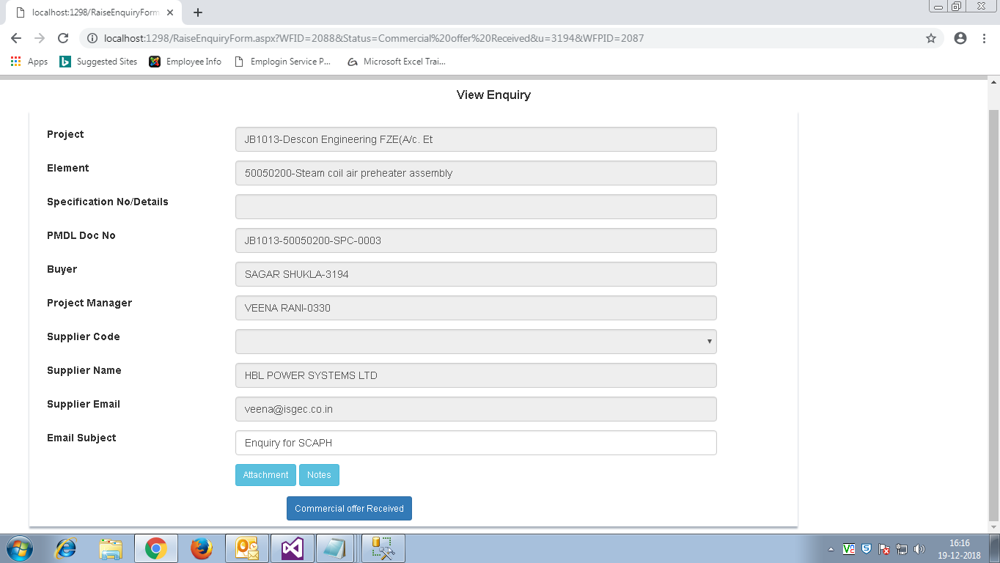 localhost:1298/RaiseEnquiryForm
localhost:1298/RaiseEnquiryForm.aspx?WFID=2088&Status=Commercial%20offer%20Received&u=3194&WFPID=2087
Apps Suggested Sites Employee Info Emplogin Service P... Microsoft Excel Trai...
View Enquiry
Project JB1013-Descon Engineering FZE(A/c. Et
Element 50050200-Steam coil air preheater assembly
Specification No/Details
PMDL Doc No JB1013-50050200-SPC-0003
Buyer SAGAR SHUKLA-3194
Project Manager VEENA RANI-0330
Supplier Code
Supplier Name HBL POWER SYSTEMS LTD
Supplier Email veena@isgec.co.in
Email Subject Enquiry for SCAPH
Attachment Notes
Commercial offer Received
16:16
19-12-2018